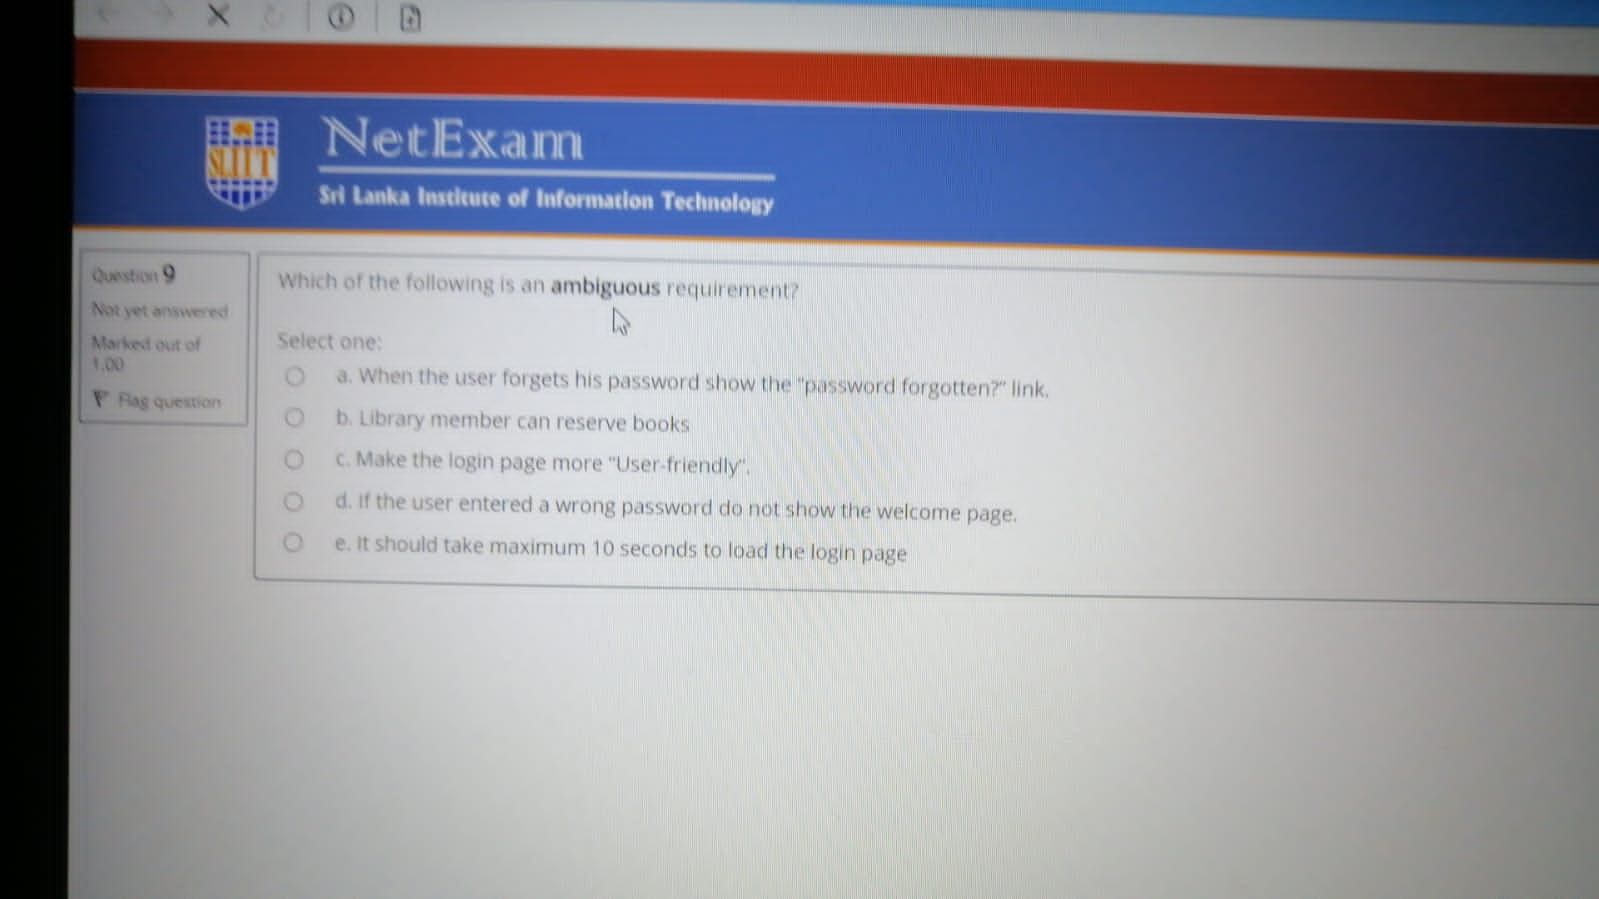 SLIIT
NetExam
Sri Lanka Institute of Information Technology
Question 9
Not yet answered
Marked out of
1.00
Flag question
Which of the following is an ambiguous requirement?
Select one:
a. When the user forgets his password show the "password forgotten?" link.
b. Library member can reserve books
c. Make the login page more "User-friendly".
d. If the user entered a wrong password do not show the welcome page.
e. It should take maximum 10 seconds to load the login page